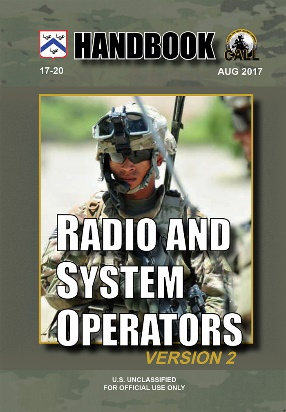 HANDBOOK
CALL
17-20
AUG 2017
RADIO AND
SYSTEM
OPERATORS
VERSION 2
U.S. UNCLASSIFIED
FOR OFFICIAL USE ONLY